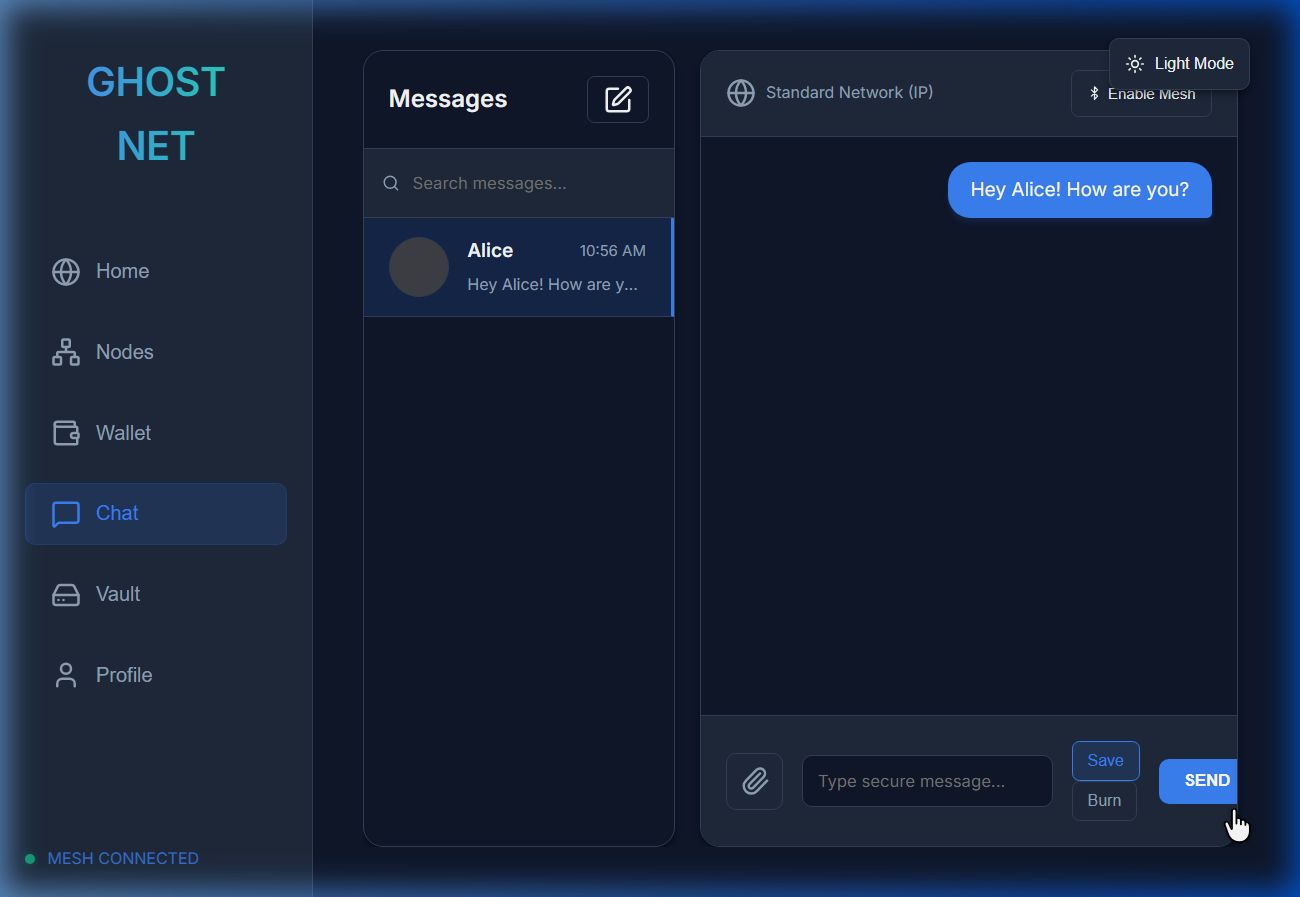 GHOST
NET
Home
Nodes
Wallet
Chat
Vault
Profile
MESH CONNECTED
Messages
Search messages...
Alice
10:56 AM
Hey Alice! How are y...
Standard Network (IP)
Light Mode
Enable Mesh
Hey Alice! How are you?
Type secure message...
Save
Burn
SEND